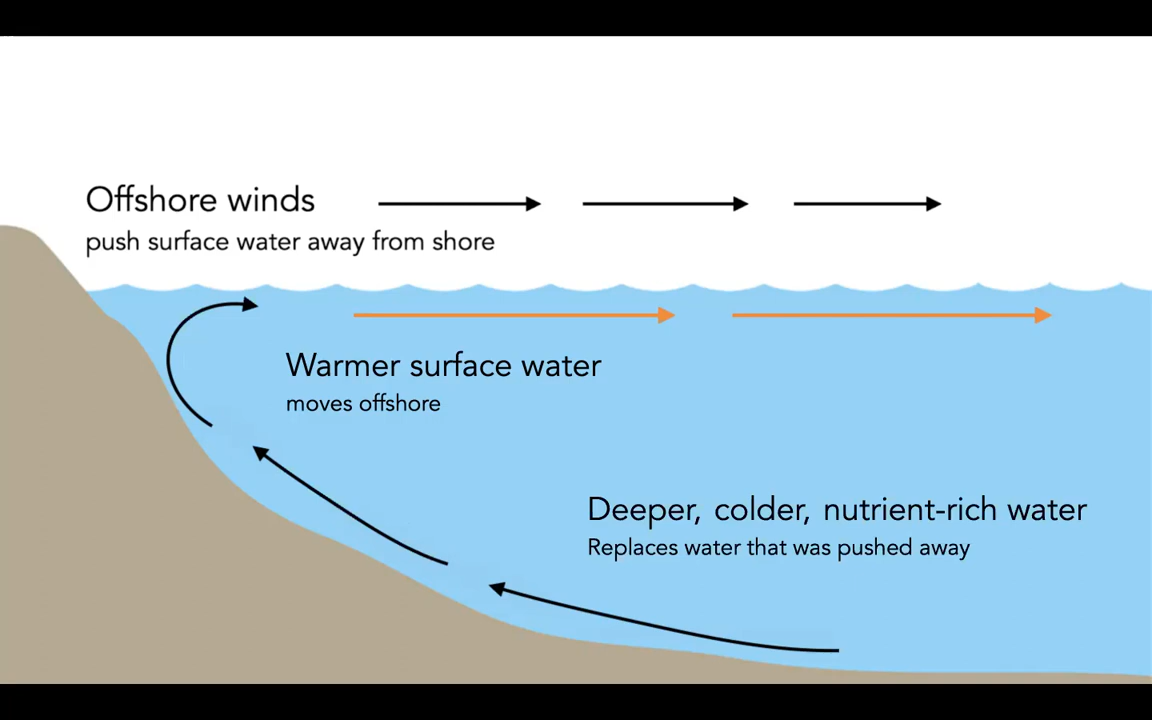 Offshore winds
push surface water away from shore
Warmer surface water
moves offshore
Deeper, colder, nutrient-rich water
Replaces water that was pushed away